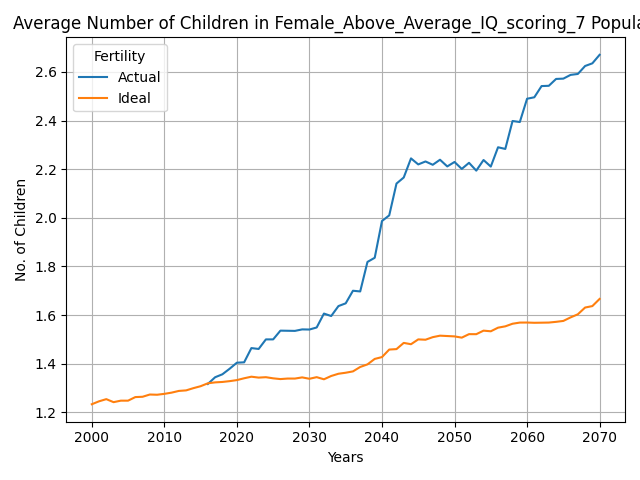 Average Number of Children in Female_Above_Average_IQ_scoring_7 Popula
Fertility
Actual
Ideal
No. of Children
2.6
2.4
2.2
2.0
1.8
1.6
1.4
1.2
2000 2010 2020 2030 2040 2050 2060 2070
Years